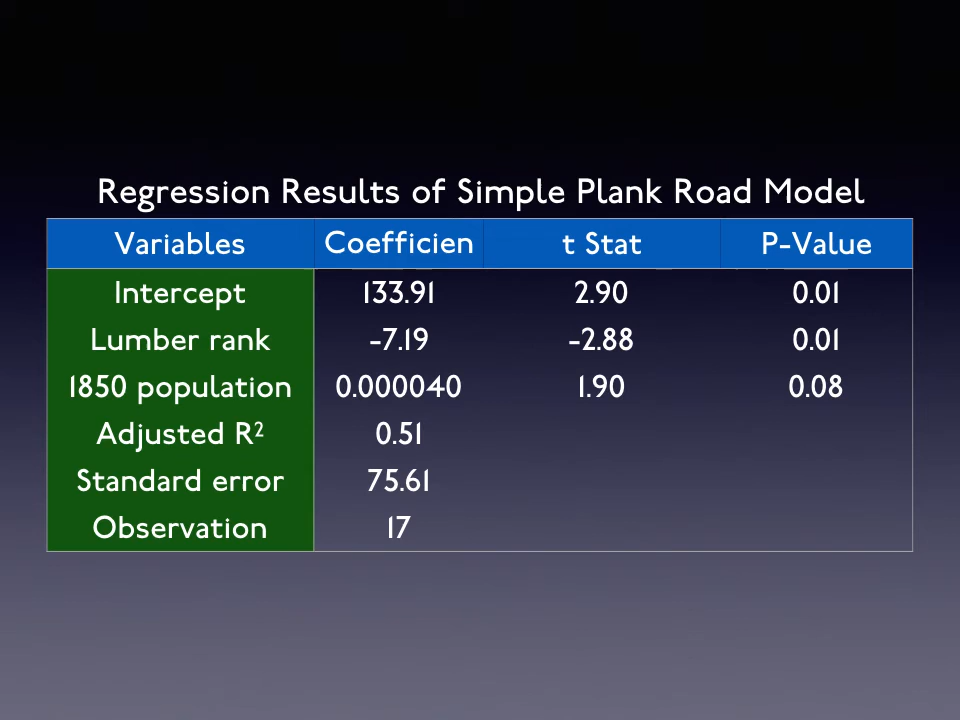 Regression Results of Simple Plank Road Model
Variables Coefficien t Stat P-Value
Intercept 133.91 2.90 0.01
Lumber rank -7.19 -2.88 0.01
1850 population 0.000040 1.90 0.08
Adjusted R² 0.51
Standard error 75.61
Observation 17